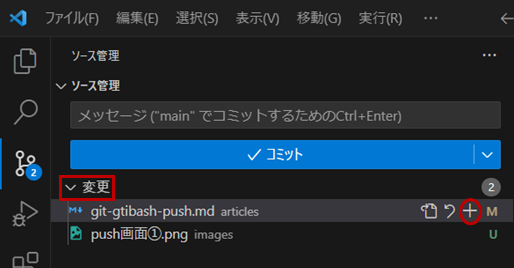 ファイル(F) 編集(E) 選択(S) 表示(V) 移動(G) 実行(R) ···
ソース管理 ···
ソース管理
メッセージ ("main" でコミットするためのCtrl+Enter)
コミット
2
変更 2
git-gtibash-push.md articles M
push画面①.png images U